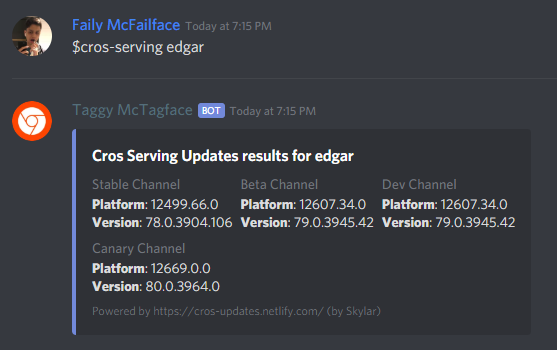 Faily McFailface Today at 7:15 PM
$cros-serving edgar
Taggy McTagface BOT Today at 7:15 PM
Cros Serving Updates results for edgar
Stable Channel Beta Channel Dev Channel
Platform: 12499.66.0 Platform: 12607.34.0 Platform: 12607.34.0
Version: 78.0.3904.106 Version: 79.0.3945.42 Version: 79.0.3945.42
Canary Channel
Platform: 12669.0.0
Version: 80.0.3964.0
Powered by https://cros-updates.netlify.com/ (by Skylar)